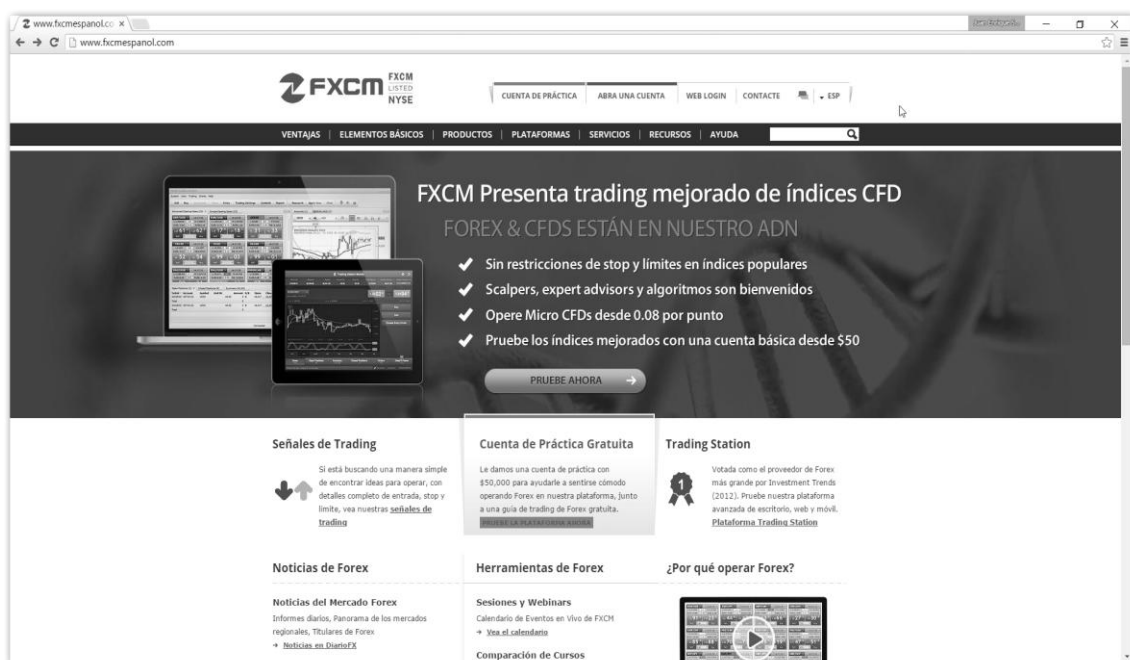 www.fxcmespanol.co
www.fxcmespanol.com
FXCM
FXCM
LISTED
NYSE
CUENTA DE PRÁCTICA
ABRA UNA CUENTA
WEB LOGIN
CONTACTE
ESP
VENTAJAS | ELEMENTOS BÁSICOS | PRODUCTOS | PLATAFORMAS | SERVICIOS | RECURSOS | AYUDA
FXCM Presenta trading mejorado de índices CFD
FOREX & CFDS ESTÁN EN NUESTRO ADN
Sin restricciones de stop y límites en índices populares
Scalpers, expert advisors y algoritmos son bienvenidos
Opere Micro CFDs desde 0.08 por punto
Pruebe los índices mejorados con una cuenta básica desde $50
PRUEBE AHORA
Señales de Trading
Si está buscando una manera simple
de encontrar ideas para operar, con
detalles completo de entrada, stop y
límite, vea nuestras señales de
trading
Cuenta de Práctica Gratuita
Le damos una cuenta de práctica con
$50,000 para ayudarle a sentirse cómodo
operando Forex en nuestra plataforma, junto
a una guía de trading de Forex gratuita.
PRUEBE LA PLATAFORMA AHORA
Trading Station
1
Votada como el proveedor de Forex
más grande por Investment Trends
(2012). Pruebe nuestra plataforma
avanzada de escritorio, web y móvil.
Plataforma Trading Station
Noticias de Forex
Noticias del Mercado Forex
Informes diarios, Panorama de los mercados
regionales, Titulares de Forex
Noticias en DiarioFX
Herramientas de Forex
Sesiones y Webinars
Calendario de Eventos en Vivo de FXCM
Vea el calendario
Comparación de Cursos
¿Por qué operar Forex?